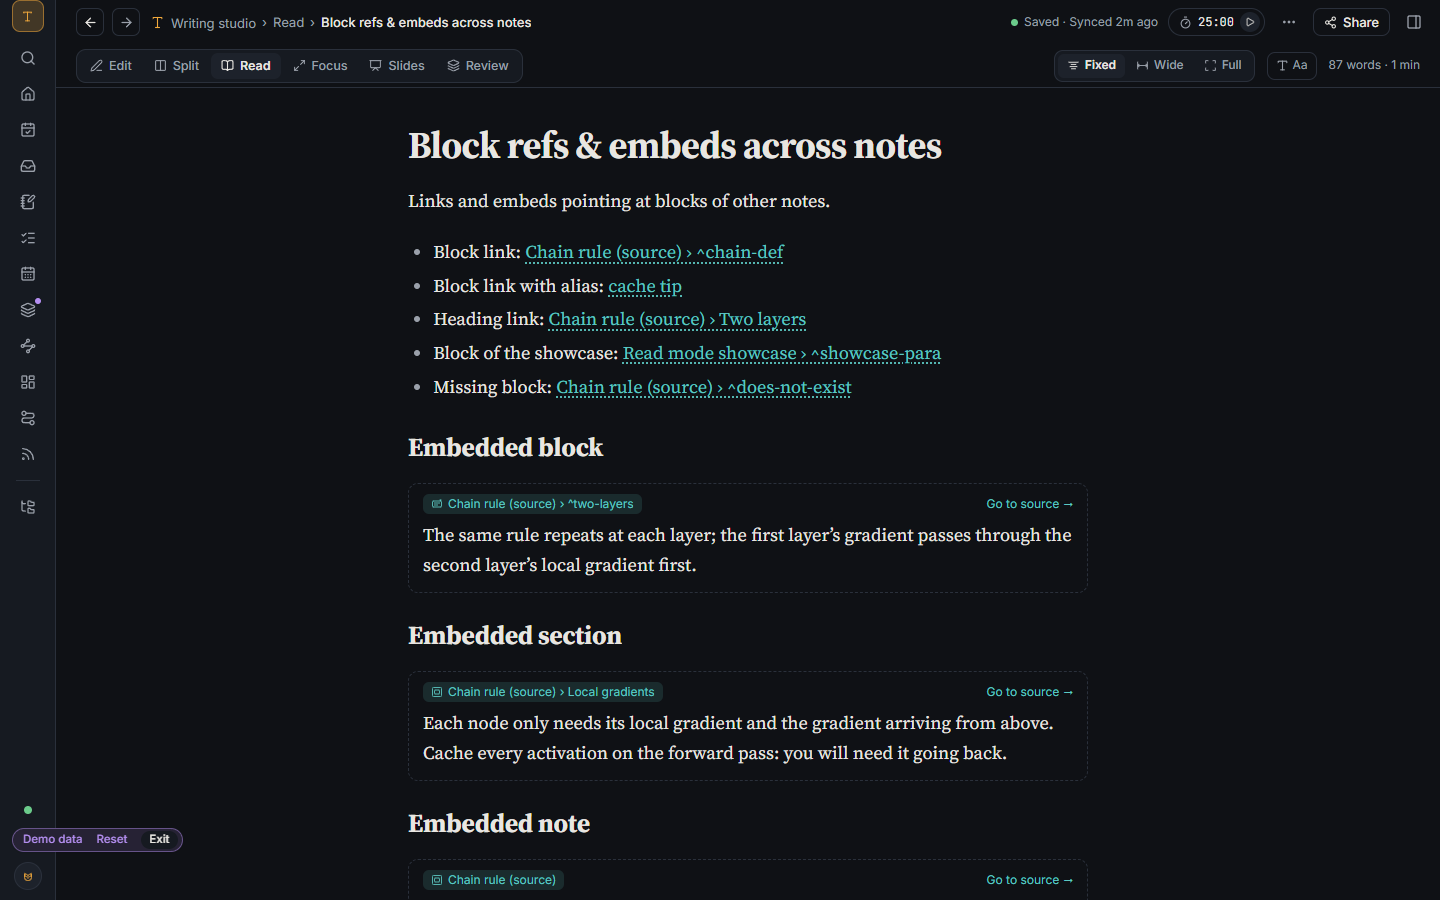 T
T Writing studio › Read › Block refs & embeds across notes
Saved · Synced 2m ago
25:00
Share
Edit
Split
Read
Focus
Slides
Review
Fixed
Wide
Full
T Aa
87 words · 1 min
Block refs & embeds across notes
Links and embeds pointing at blocks of other notes.
• Block link: Chain rule (source) › ^chain-def
• Block link with alias: cache tip
• Heading link: Chain rule (source) › Two layers
• Block of the showcase: Read mode showcase › ^showcase-para
• Missing block: Chain rule (source) › ^does-not-exist
Embedded block
Chain rule (source) › ^two-layers
Go to source →
The same rule repeats at each layer; the first layer’s gradient passes through the
second layer’s local gradient first.
Embedded section
Chain rule (source) › Local gradients
Go to source →
Each node only needs its local gradient and the gradient arriving from above.
Cache every activation on the forward pass: you will need it going back.
Embedded note
Chain rule (source)
Go to source →
Demo data Reset Exit